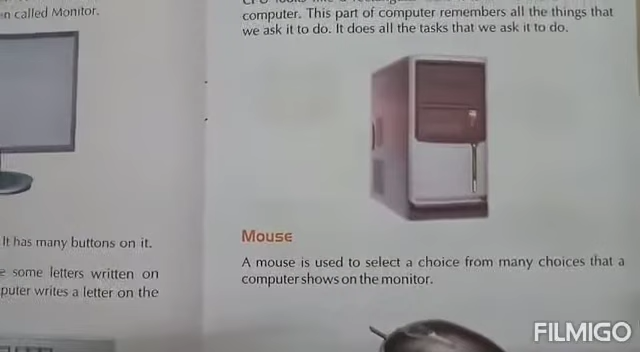 n called Monitor.
It has many buttons on it.
some letters written on
puter writes a letter on the
computer. This part of computer remembers all the things that
we ask it to do. It does all the tasks that we ask it to do.
Mouse
A mouse is used to select a choice from many choices that a
computer shows on the monitor.
FILMIGO